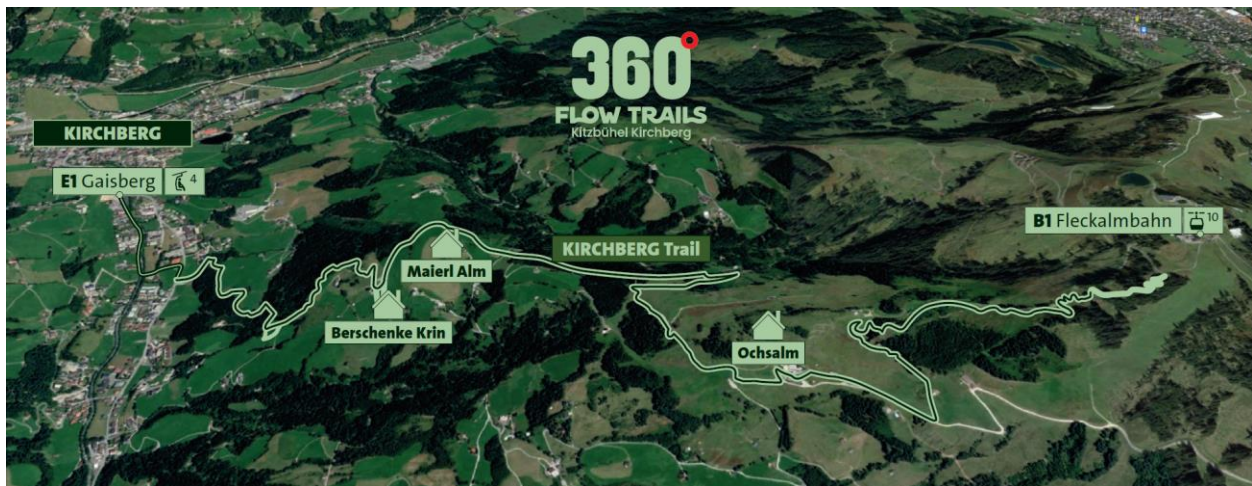 360°
FLOW TRAILS
Kitzbühel Kirchberg
KIRCHBERG
E1 Gaisberg 4
B1 Fleckalmbahn 10
KIRCHBERG Trail
Maierl Alm
Berschenke Krin
Ochsalm